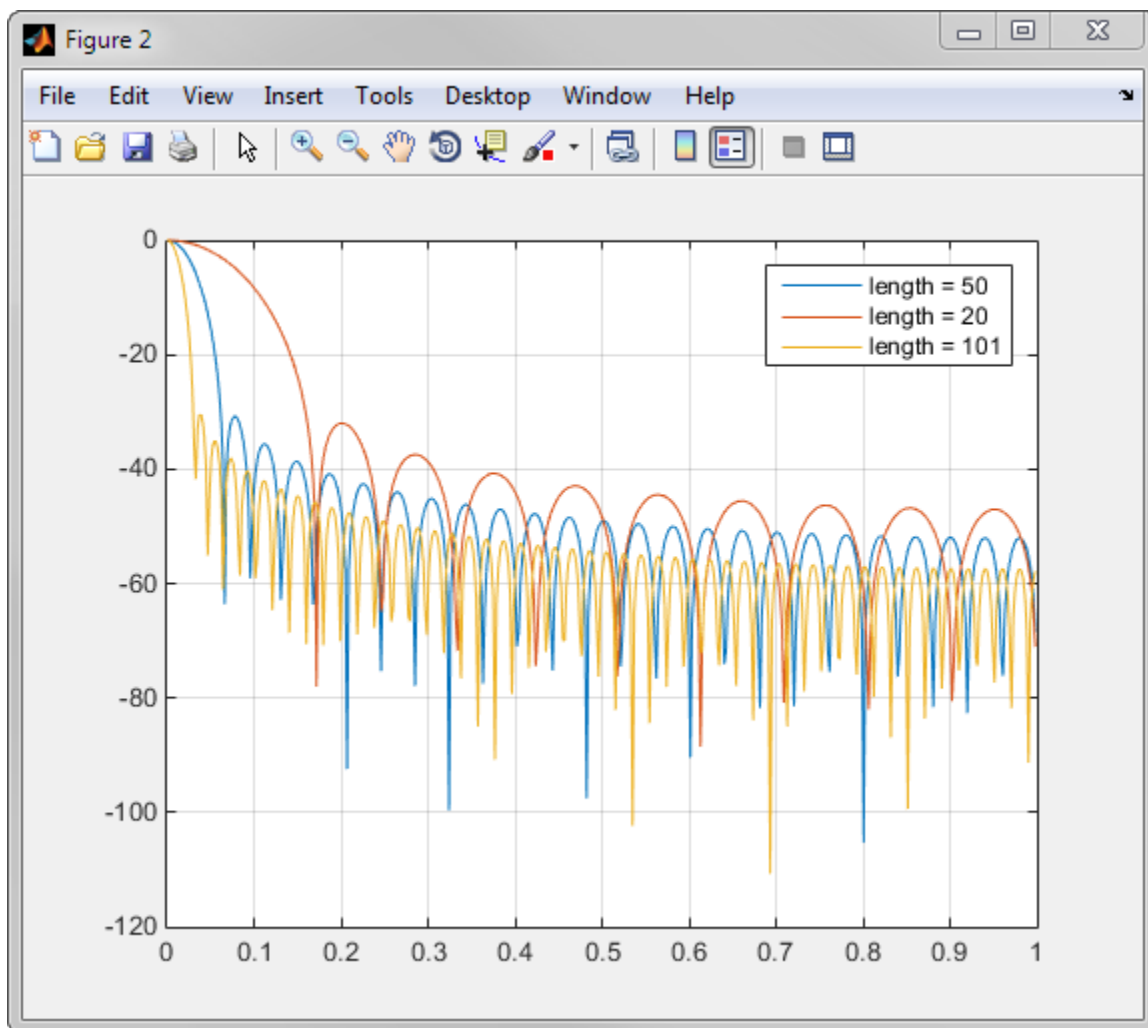 Figure 2
File Edit View Insert Tools Desktop Window Help
0
-20
-40
-60
-80
-100
-120
length = 50
length = 20
length = 101
0 0.1 0.2 0.3 0.4 0.5 0.6 0.7 0.8 0.9 1